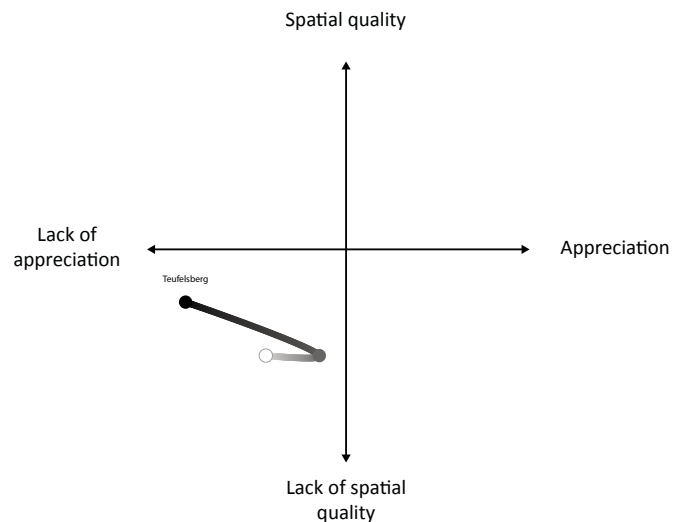 Spatial quality
Lack of
appreciation
Appreciation
Teufelsberg
Lack of spatial
quality